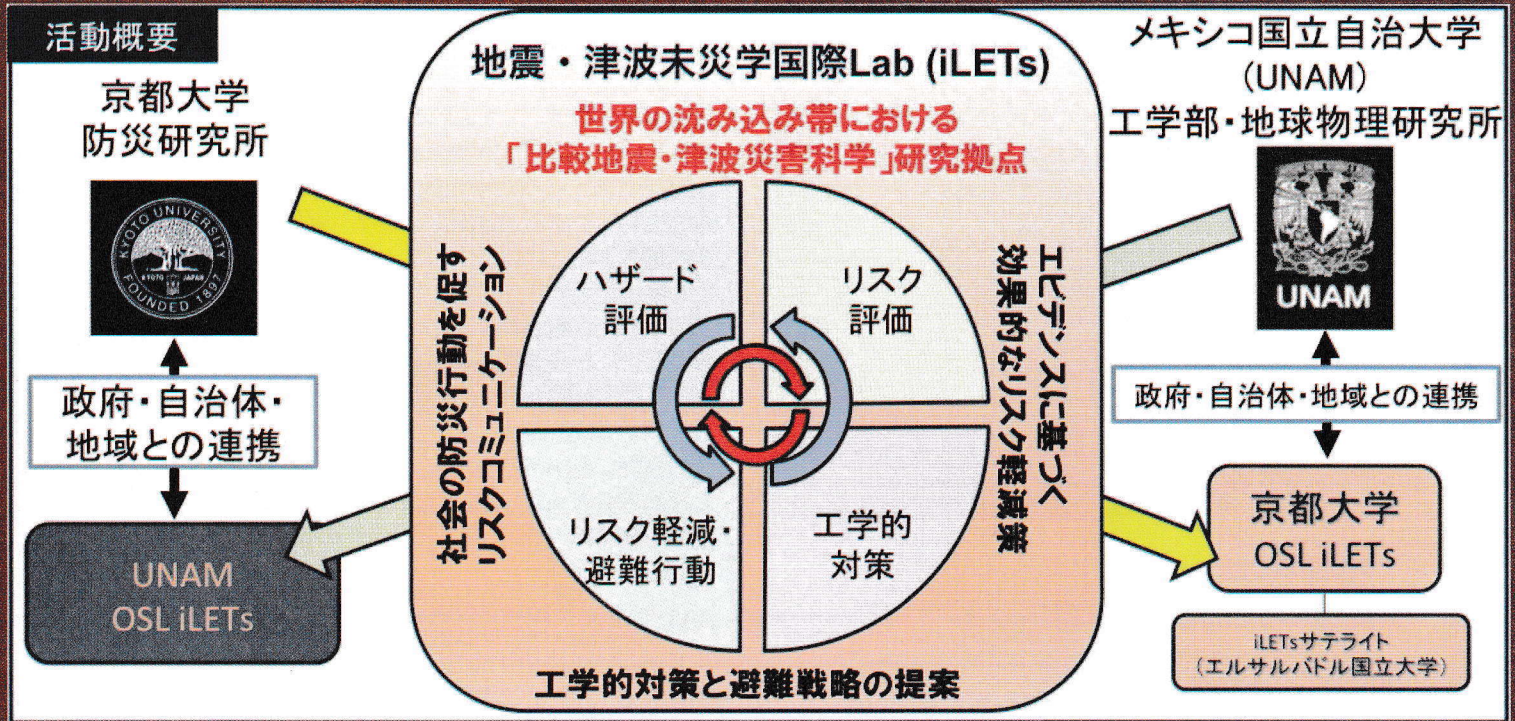 活動概要
京都大学
防災研究所
KYOTO UNIVERSITY
KYOTO JAPAN
FOUNDED 1897
政府・自治体・
地域との連携
UNAM
OSL iLETs
地震・津波未災学国際Lab (iLETs)
世界の沈み込み帯における
「比較地震・津波災害科学」研究拠点
社会の防災行動を促す
リスクコミュニケーション
ハザード
評価
リスク
評価
リスク軽減・
避難行動
工学的
対策
エビデンスに基づく
効果的なリスク軽減策
工学的対策と避難戦略の提案
メキシコ国立自治大学
(UNAM)
工学部・地球物理研究所
UNAM
政府・自治体・地域との連携
京都大学
OSL iLETs
iLETsサテライト
(エルサルバドル国立大学)